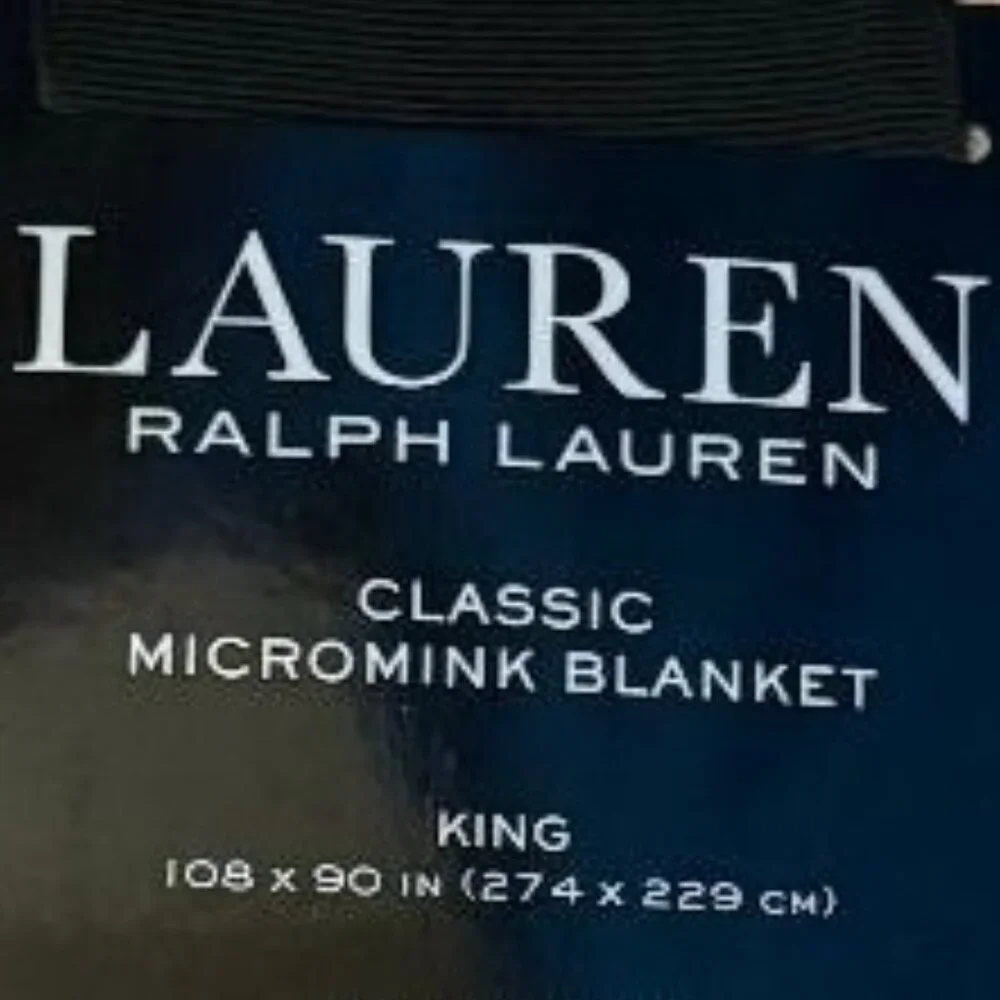 LAUREN
RALPH LAUREN
CLASSIC
MICROMINK BLANKET
KING
108 X 90 IN (274 X 229 CM)